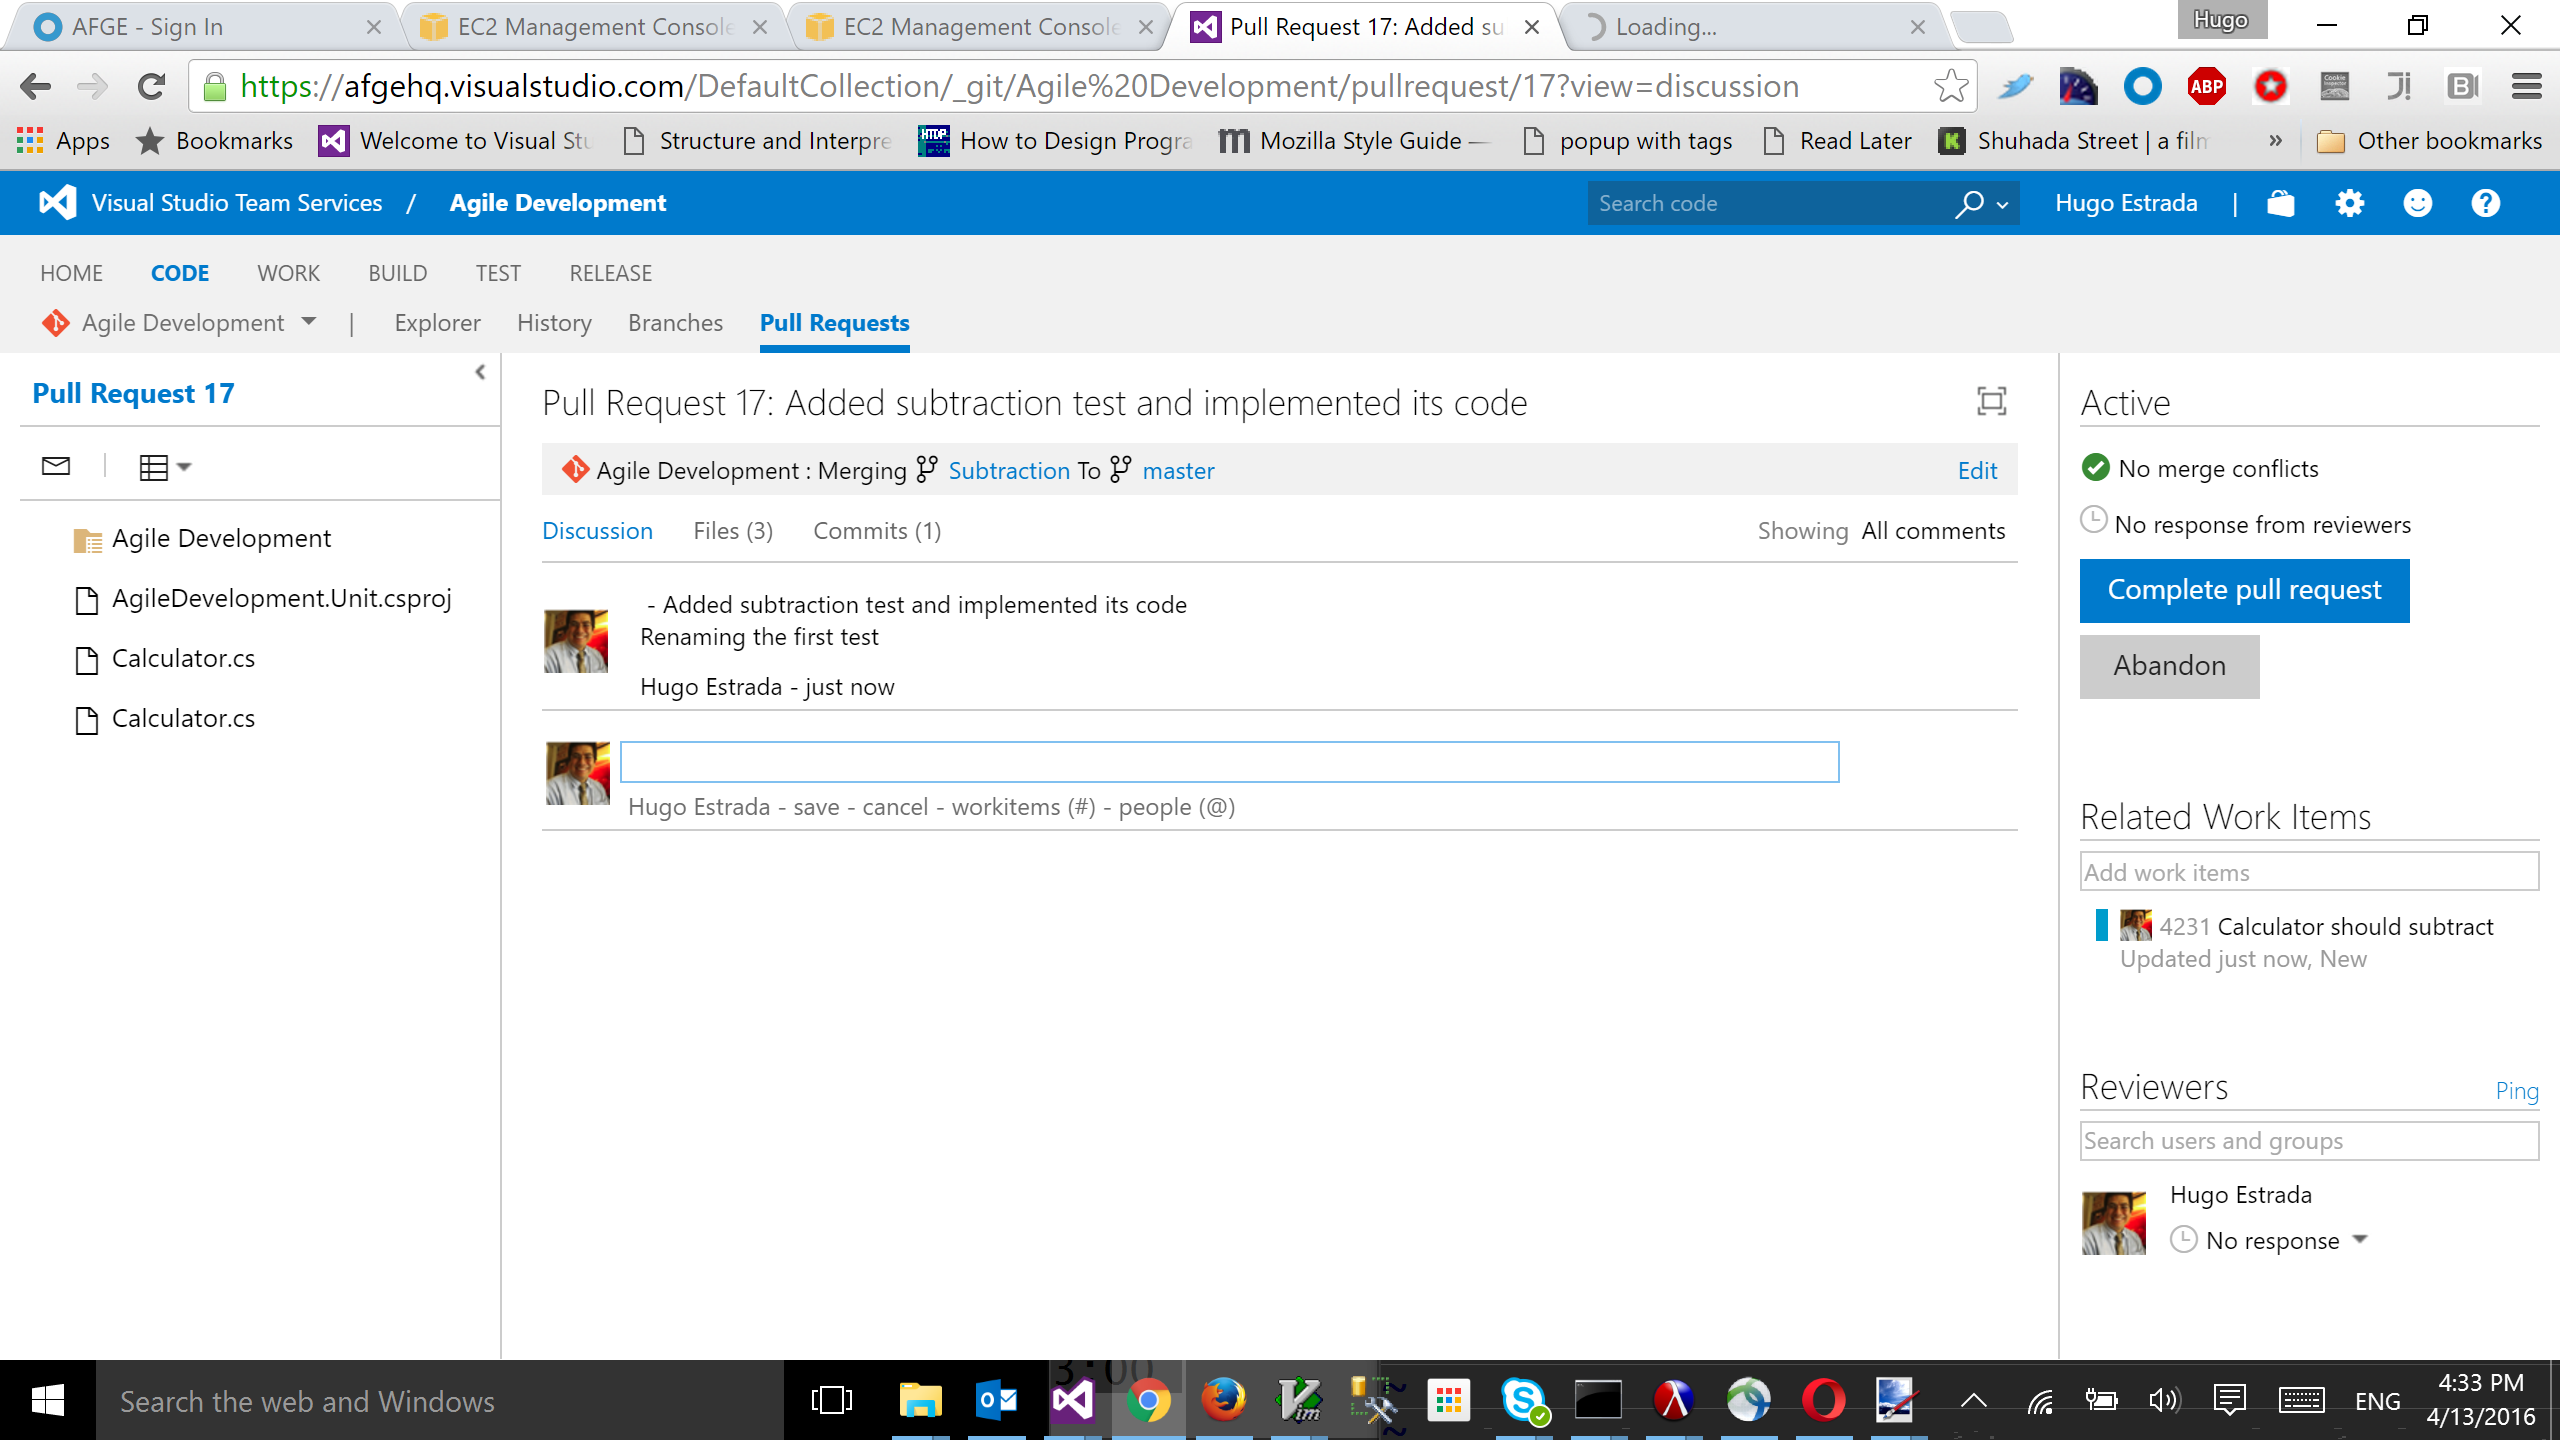 AFGE - Sign In
EC2 Management Console
EC2 Management Console
Pull Request 17: Added su
Loading...
Hugo
https://afgehq.visualstudio.com/DefaultCollection/_git/Agile%20Development/pullrequest/17?view=discussion
ABP
Apps
Bookmarks
Welcome to Visual Stu
Structure and Interpre
How to Design Progra
Mozilla Style Guide —
popup with tags
Read Later
Shuhada Street | a film
»
Other bookmarks
Visual Studio Team Services / Agile Development
Search code
Hugo Estrada |
HOME CODE WORK BUILD TEST RELEASE
Agile Development | Explorer History Branches Pull Requests
Pull Request 17
Agile Development
AgileDevelopment.Unit.csproj
Calculator.cs
Calculator.cs
Pull Request 17: Added subtraction test and implemented its code
Agile Development : Merging Subtraction To master
Edit
Discussion Files (3) Commits (1)
Showing All comments
- Added subtraction test and implemented its code
Renaming the first test
Hugo Estrada - just now
Hugo Estrada - save - cancel - workitems (#) - people (@)
Active
No merge conflicts
No response from reviewers
Complete pull request
Abandon
Related Work Items
Add work items
4231 Calculator should subtract
Updated just now, New
Reviewers
Ping
Search users and groups
Hugo Estrada
No response
Search the web and Windows
ENG
4:33 PM
4/13/2016